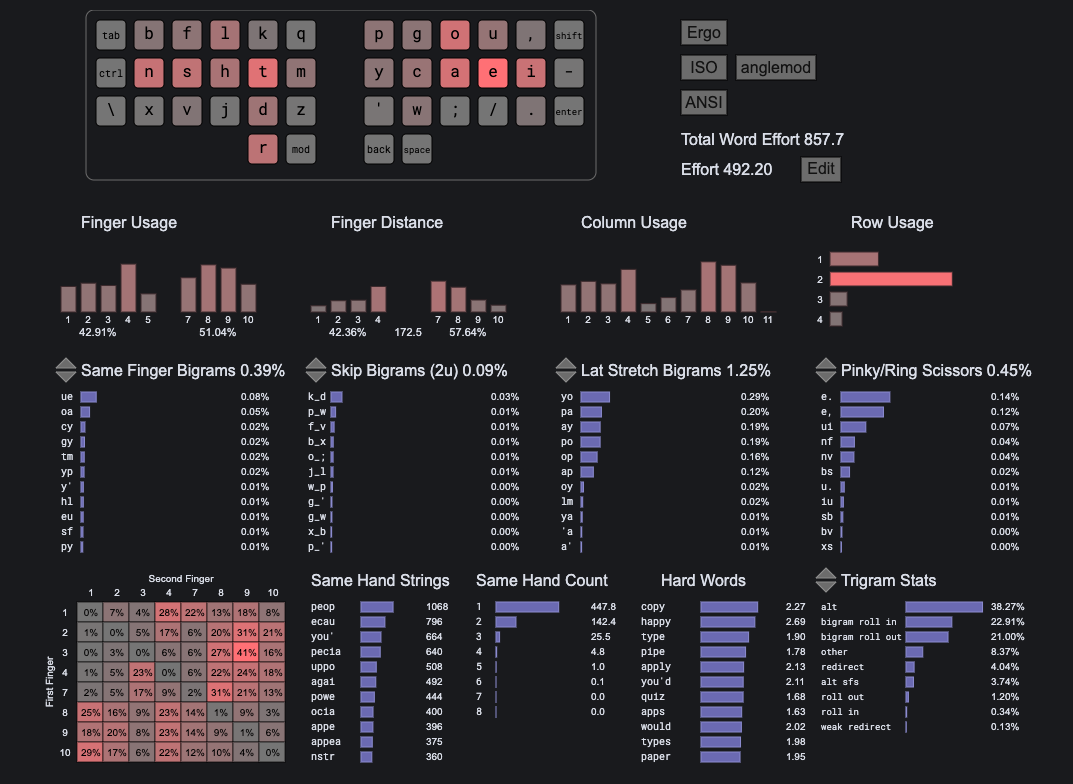 tab b f l k q p g o u , shift
ctrl n s h t m y c a e i -
\ x v j d z ' w ; / . enter
r mod back space
Ergo
ISO anglemod
ANSI
Total Word Effort 857.7
Effort 492.20 Edit
Finger Usage
1 2 3 4 5 7 8 9 10
42.91% 51.04%
Finger Distance
1 2 3 4 7 8 9 10
42.36% 172.5 57.64%
Column Usage
1 2 3 4 5 6 7 8 9 10 11
Row Usage
1
2
3
4
Same Finger Bigrams 0.39%
ue 0.08%
oa 0.05%
cy 0.02%
gy 0.02%
tm 0.02%
yp 0.02%
y' 0.01%
hl 0.01%
eu 0.01%
sf 0.01%
py 0.01%
Skip Bigrams (2u) 0.09%
k_d 0.03%
p_w 0.01%
f_v 0.01%
b_x 0.01%
o_; 0.01%
j_l 0.01%
w_p 0.00%
g_' 0.00%
g_w 0.00%
x_b 0.00%
p_' 0.00%
Lat Stretch Bigrams 1.25%
yo 0.29%
pa 0.20%
ay 0.19%
po 0.19%
op 0.16%
ap 0.12%
oy 0.02%
lm 0.02%
ya 0.01%
'a 0.01%
a' 0.01%
Pinky/Ring Scissors 0.45%
e. 0.14%
e, 0.12%
ui 0.07%
nf 0.04%
nv 0.04%
bs 0.02%
u. 0.01%
iu 0.01%
sb 0.01%
bv 0.00%
xs 0.00%
Second Finger
1 2 3 4 7 8 9 10
First Finger
1 0% 7% 4% 28% 22% 13% 18% 8%
2 1% 0% 5% 17% 6% 20% 31% 21%
3 0% 3% 0% 6% 6% 27% 41% 16%
4 1% 5% 23% 0% 6% 22% 24% 18%
7 2% 5% 17% 9% 2% 31% 21% 13%
8 25% 16% 9% 23% 14% 1% 9% 3%
9 18% 20% 8% 23% 14% 9% 1% 6%
10 29% 17% 6% 22% 12% 10% 4% 0%
Same Hand Strings
peop 1068
ecau 796
you' 664
pecia 640
uppo 508
agai 492
powe 444
ocia 400
appe 396
appea 375
nstr 360
Same Hand Count
1 447.8
2 142.4
3 25.5
4 4.8
5 1.0
6 0.1
7 0.0
8 0.0
Hard Words
copy 2.27
happy 2.69
type 1.90
pipe 1.78
apply 2.13
you'd 2.11
quiz 1.68
apps 1.63
would 2.02
types 1.98
paper 1.95
Trigram Stats
alt 38.27%
bigram roll in 22.91%
bigram roll out 21.00%
other 8.37%
redirect 4.04%
alt sfs 3.74%
roll out 1.20%
roll in 0.34%
weak redirect 0.13%